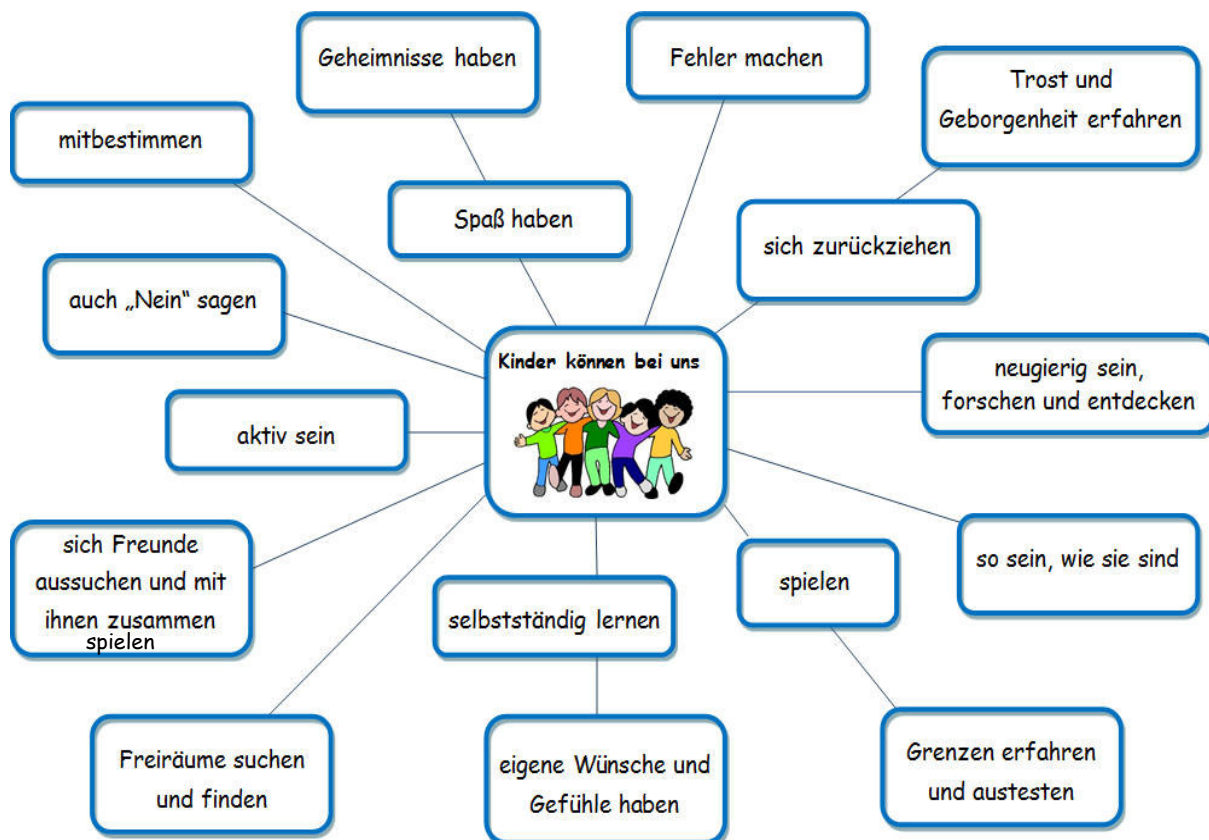 Geheimnisse haben
Fehler machen
Trost und
Geborgenheit erfahren
mitbestimmen
Spaß haben
sich zurückziehen
auch „Nein“ sagen
Kinder können bei uns
neugierig sein,
forschen und entdecken
aktiv sein
sich Freunde
aussuchen und mit
ihnen zusammen
spielen
selbstständig lernen
spielen
so sein, wie sie sind
Freiräume suchen
und finden
eigene Wünsche und
Gefühle haben
Grenzen erfahren
und austesten